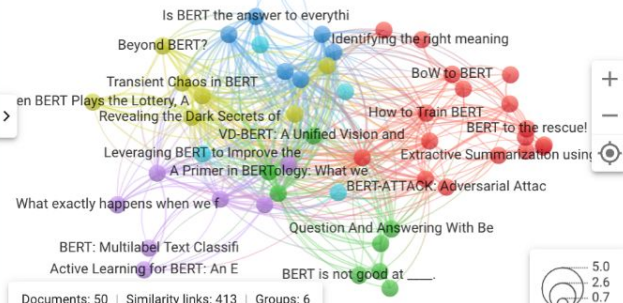 Is BERT the answer to everythi
Identifying the right meaning
Beyond BERT?
BoW to BERT
Transient Chaos in BERT
en BERT Plays the Lottery, A
Revealing the Dark Secrets of
How to Train BERT
BERT to the rescue!
VD-BERT: A Unified Vision and
Leveraging BERT to Improve the
Extractive Summarization using
A Primer in BERTology: What we
BERT-ATTACK: Adversarial Attac
What exactly happens when we f
Question And Answering With Be
BERT: Multilabel Text Classifi
Active Learning for BERT: An E
BERT is not good at ____.
5.0
2.6
0.7
Documents: 50 | Similarity links: 413 | Groups: 6